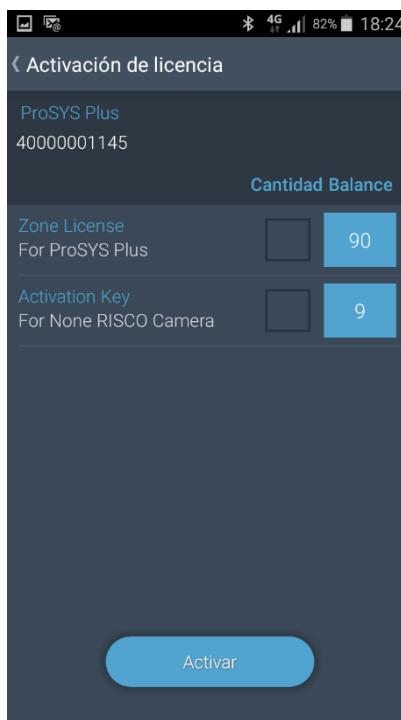 4G 82% 18:24
Activación de licencia
ProSYS Plus
40000001145
Cantidad Balance
Zone License
For ProSYS Plus
90
Activation Key
For None RISCO Camera
9
Activar